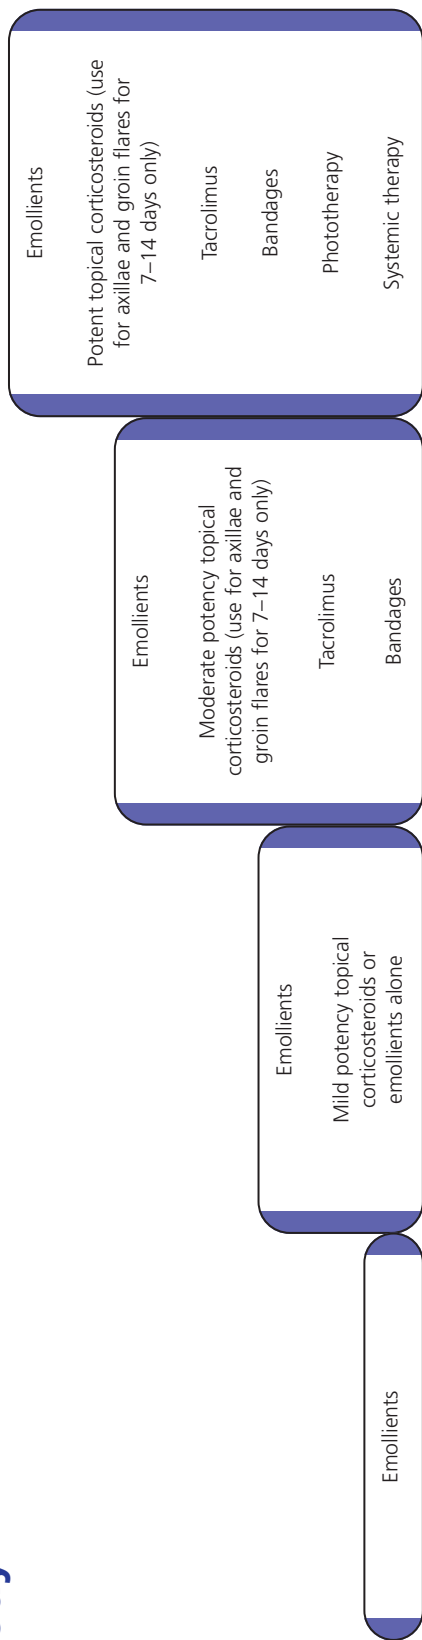 Emollients
Emollients
Mild potency topical
corticosteroids or
emollients alone
Emollients
Moderate potency topical
corticosteroids (use for axillae and
groin flares for 7–14 days only)
Tacrolimus
Bandages
Emollients
Potent topical corticosteroids (use
for axillae and groin flares for
7–14 days only)
Tacrolimus
Bandages
Phototherapy
Systemic therapy